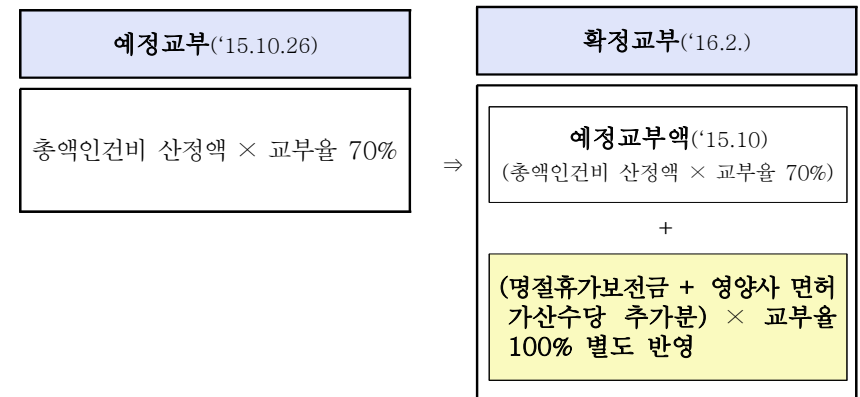 예정교부(‘15.10.26)
총액인건비 산정액 × 교부율 70%
⇒
확정교부(‘16.2.)
예정교부액(‘15.10)
(총액인건비 산정액 × 교부율 70%)
+
(명절휴가보전금 + 영양사 면허
가산수당 추가분) × 교부율
100% 별도 반영